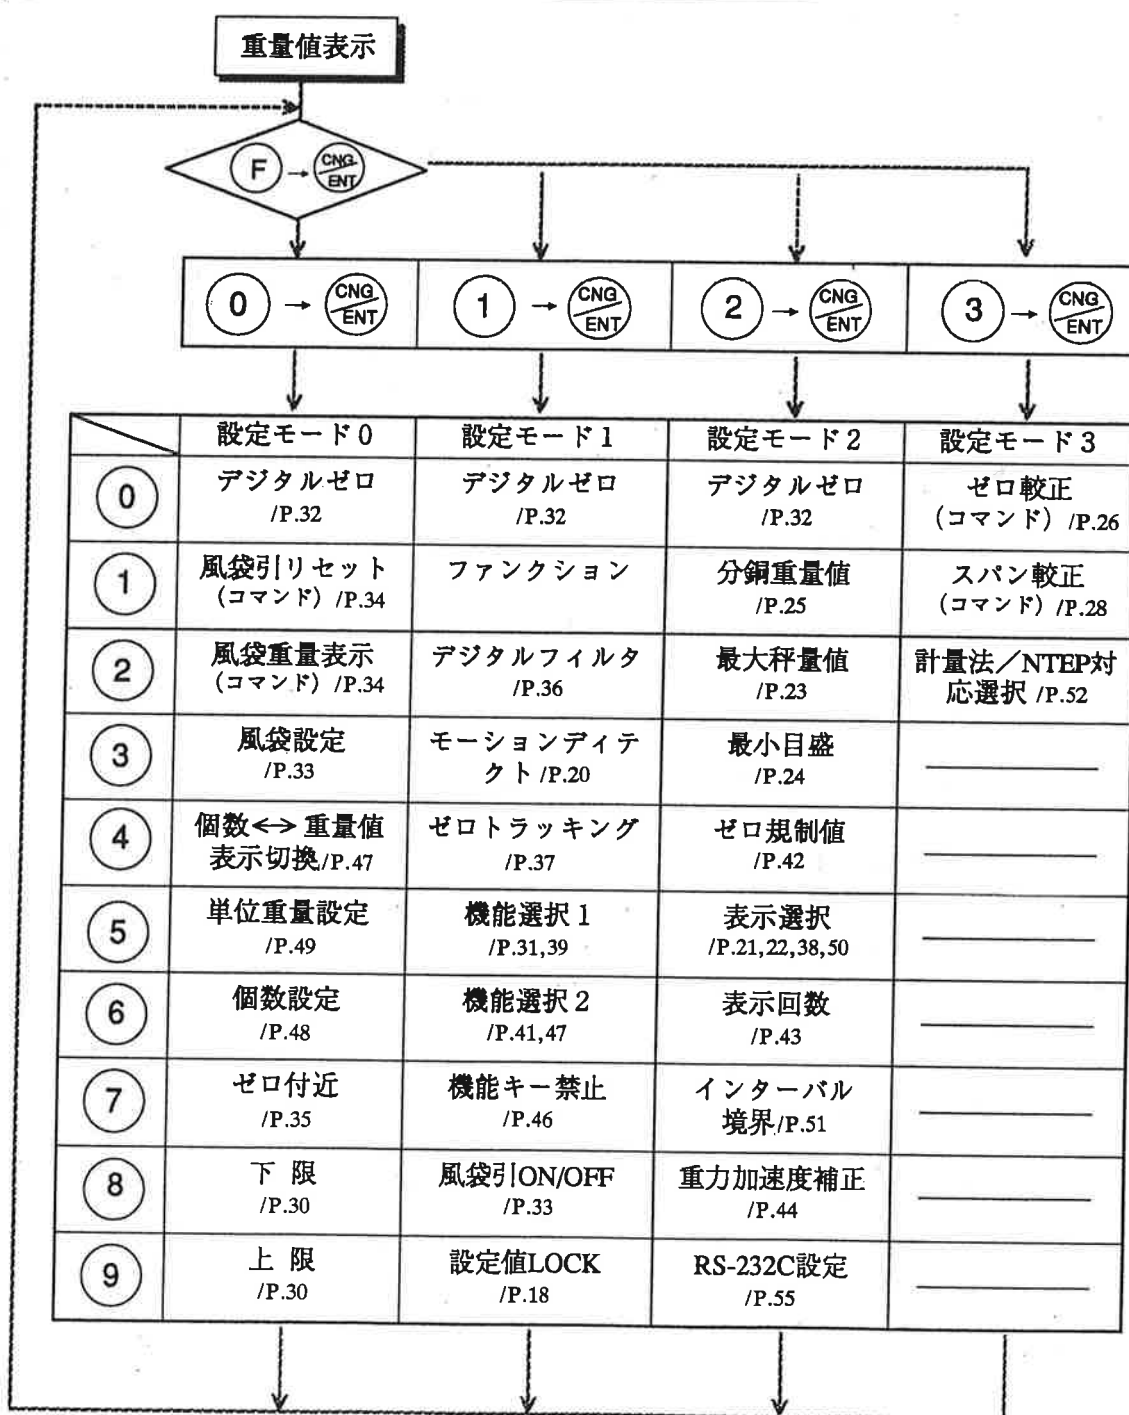 重量値表示
F → CNG/ENT
0 → CNG/ENT 1 → CNG/ENT 2 → CNG/ENT 3 → CNG/ENT
設定モード0 設定モード1 設定モード2 設定モード3
0
デジタルゼロ
/P.32
デジタルゼロ
/P.32
デジタルゼロ
/P.32
ゼロ較正
(コマンド) /P.26
1
風袋引リセット
(コマンド) /P.34
ファンクション
分銅重量値
/P.25
スパン較正
(コマンド) /P.28
2
風袋重量表示
(コマンド) /P.34
デジタルフィルタ
/P.36
最大秤量値
/P.23
計量法/NTEP対
応選択 /P.52
3
風袋設定
/P.33
モーションディテ
クト /P.20
最小目盛
/P.24
4
個数<->重量値
表示切換/P.47
ゼロトラッキング
/P.37
ゼロ規制値
/P.42
5
単位重量設定
/P.49
機能選択1
/P.31,39
表示選択
/P.21,22,38,50
6
個数設定
/P.48
機能選択2
/P.41,47
表示回数
/P.43
7
ゼロ付近
/P.35
機能キー禁止
/P.46
インターバル
境界/P.51
8
下 限
/P.30
風袋引ON/OFF
/P.33
重力加速度補正
/P.44
9
上 限
/P.30
設定値LOCK
/P.18
RS-232C設定
/P.55